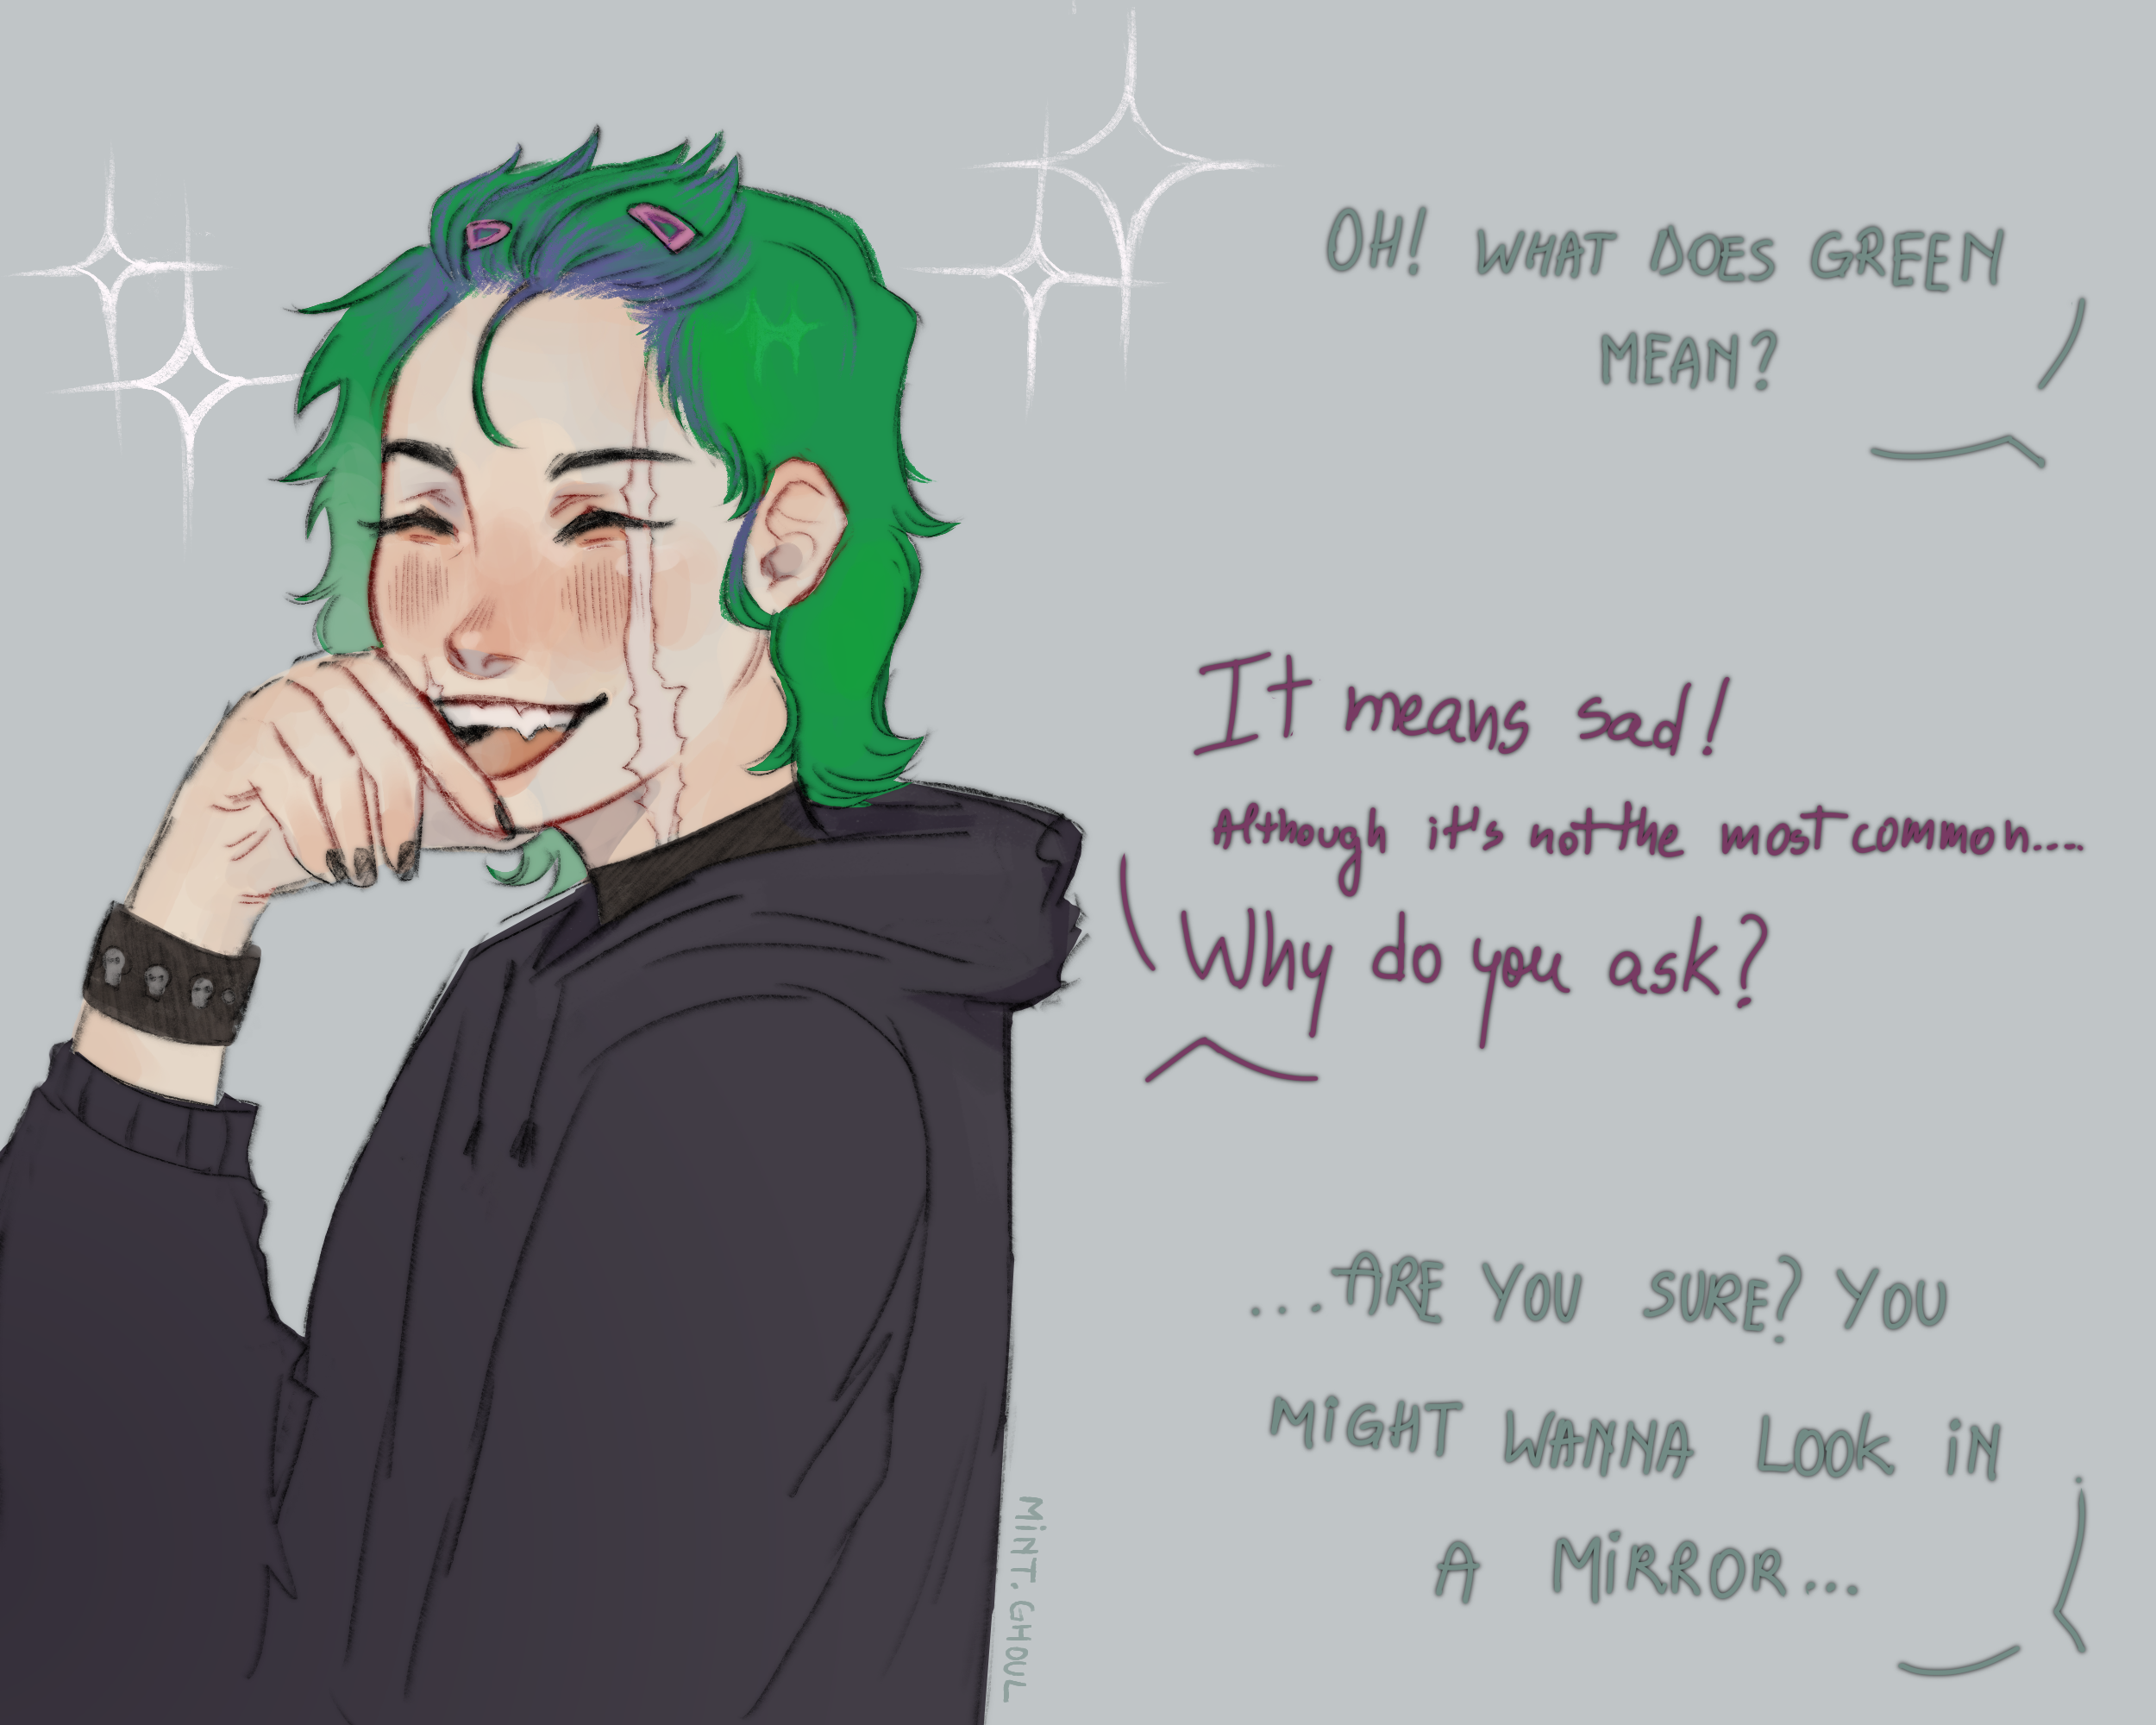 OH! WHAT DOES GREEN
MEAN?
It means sad!
Although it's not the most common....
Why do you ask?
...ARE YOU SURE? YOU
MiGHT WANNA LOOK iN
A MiRROR...
MiNT.GHOUL